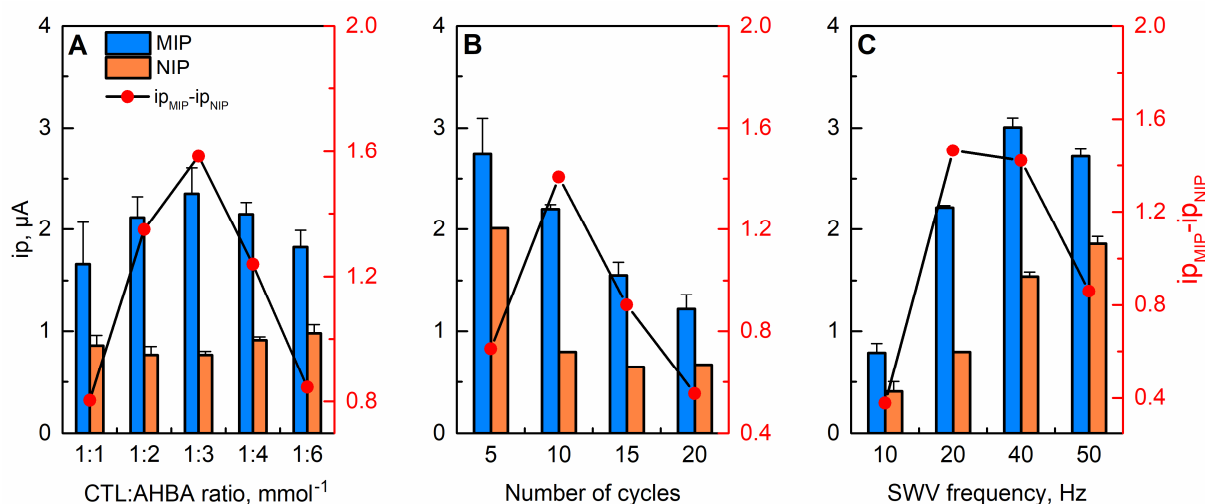 A
MIP
NIP
ip_MIP-ip_NIP
ip, µA
4
3
2
1
0
2.0
1.6
1.2
0.8
1:1 1:2 1:3 1:4 1:6
CTL:AHBA ratio, mmol⁻¹
B
4
3
2
1
0
2.0
1.6
1.2
0.8
0.4
5 10 15 20
Number of cycles
C
4
3
2
1
0
2.0
1.6
1.2
0.8
0.4
10 20 40 50
SWV frequency, Hz
ip_MIP-ip_NIP